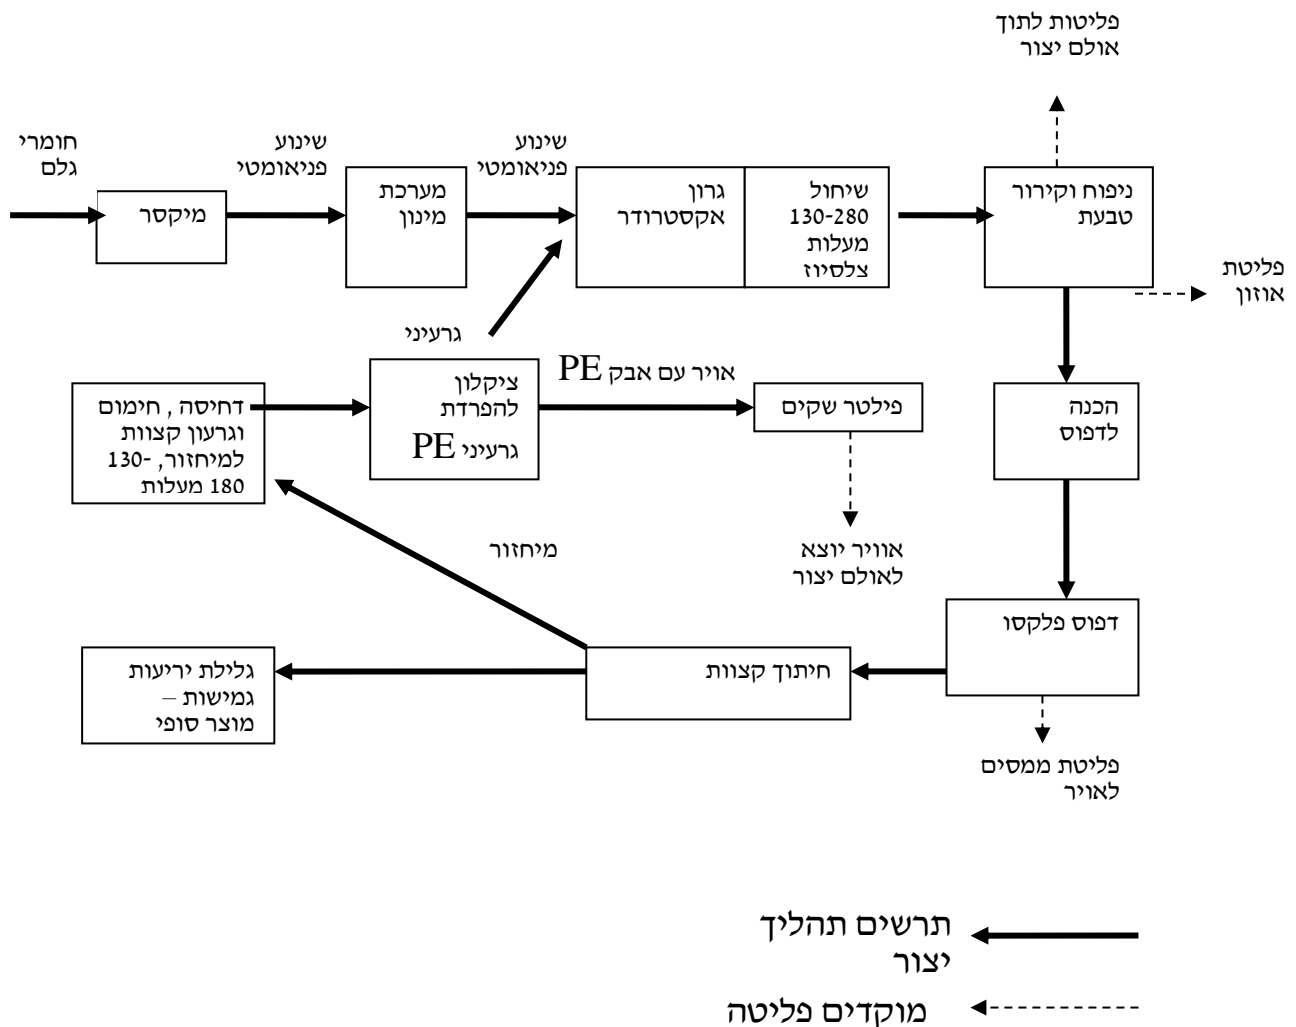 פליטות לתוך
אולם יצור
חומרי
גלם
שינוע
פניאומטי
שינוע
פניאומטי
מיקסר
מערכת
מינון
גרון
אקסטרודר
שיחול
130-280
מעלות
צלסיוז
ניפוח וקירור
טבעת
פליטת
אוזון
גרעיני
דחיסה , חימום
וגרעון קצוות
למיחזור, 130-
180 מעלות
ציקלון
להפרדת
גרעיני PE
אויר עם אבק PE
פילטר שקים
הכנה
לדפוס
מיחזור
אוויר יוצא
לאולם יצור
דפוס פלקסו
חיתוך קצוות
גלילת יריעות
גמישות –
מוצר סופי
פליטת ממסים
לאויר
תרשים תהליך
יצור
מוקדים פליטה